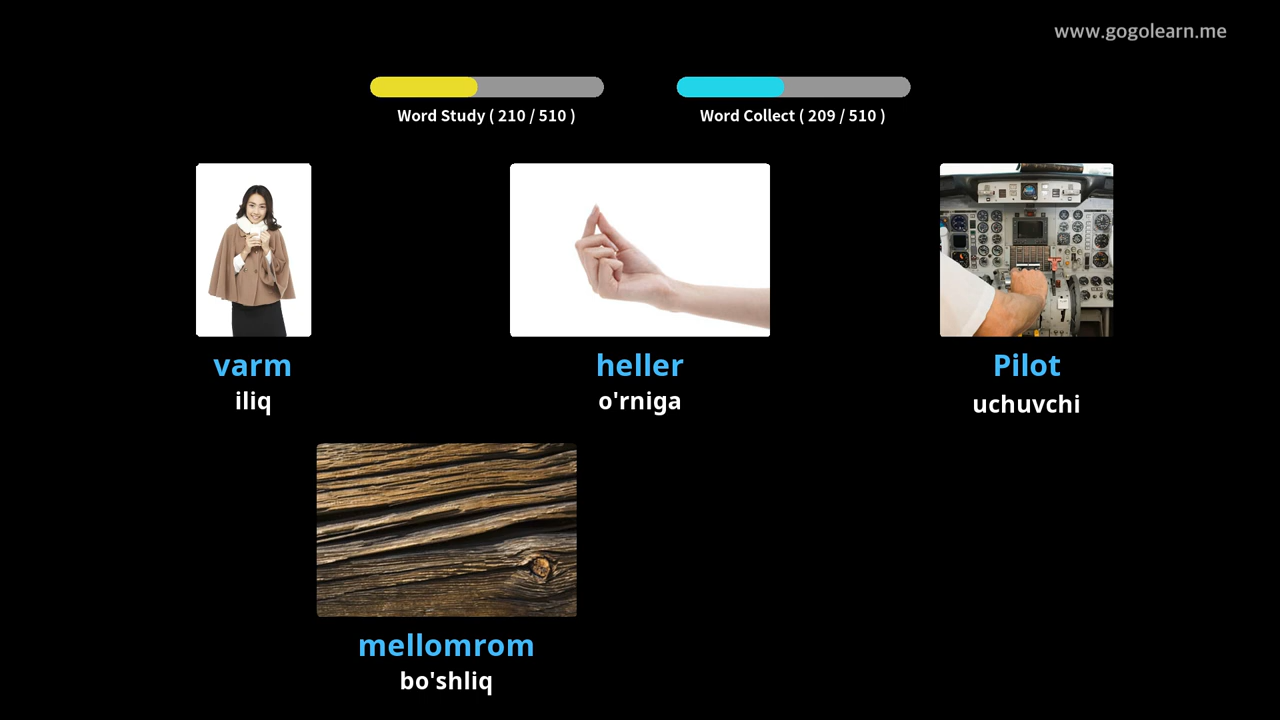 www.gogolearn.me
Word Study ( 210 / 510 )
Word Collect ( 209 / 510 )
varm
iliq
heller
o'rniga
Pilot
uchuvchi
mellomrom
bo'shliq